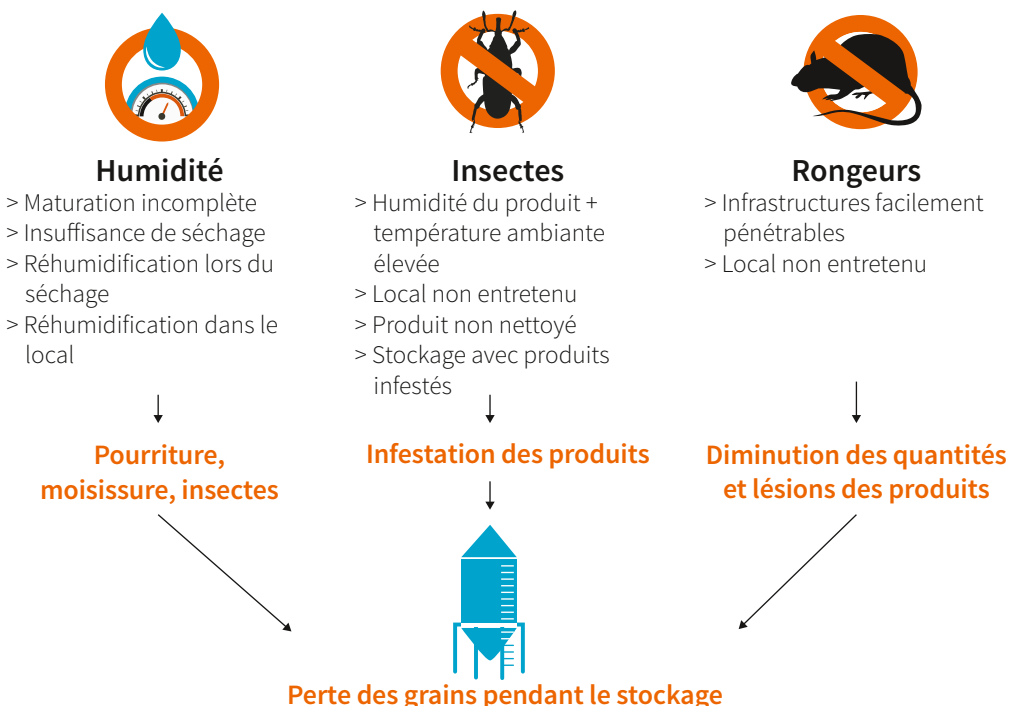 Humidité
> Maturation incomplète
> Insuffisance de séchage
> Réhumidification lors du
séchage
> Réhumidification dans le
local
Pourriture,
moisissure, insectes
Insectes
> Humidité du produit +
température ambiante
élevée
> Local non entretenu
> Produit non nettoyé
> Stockage avec produits
infestés
Infestation des produits
Rongeurs
> Infrastructures facilement
pénétrables
> Local non entretenu
Diminution des quantités
et lésions des produits
Perte des grains pendant le stockage